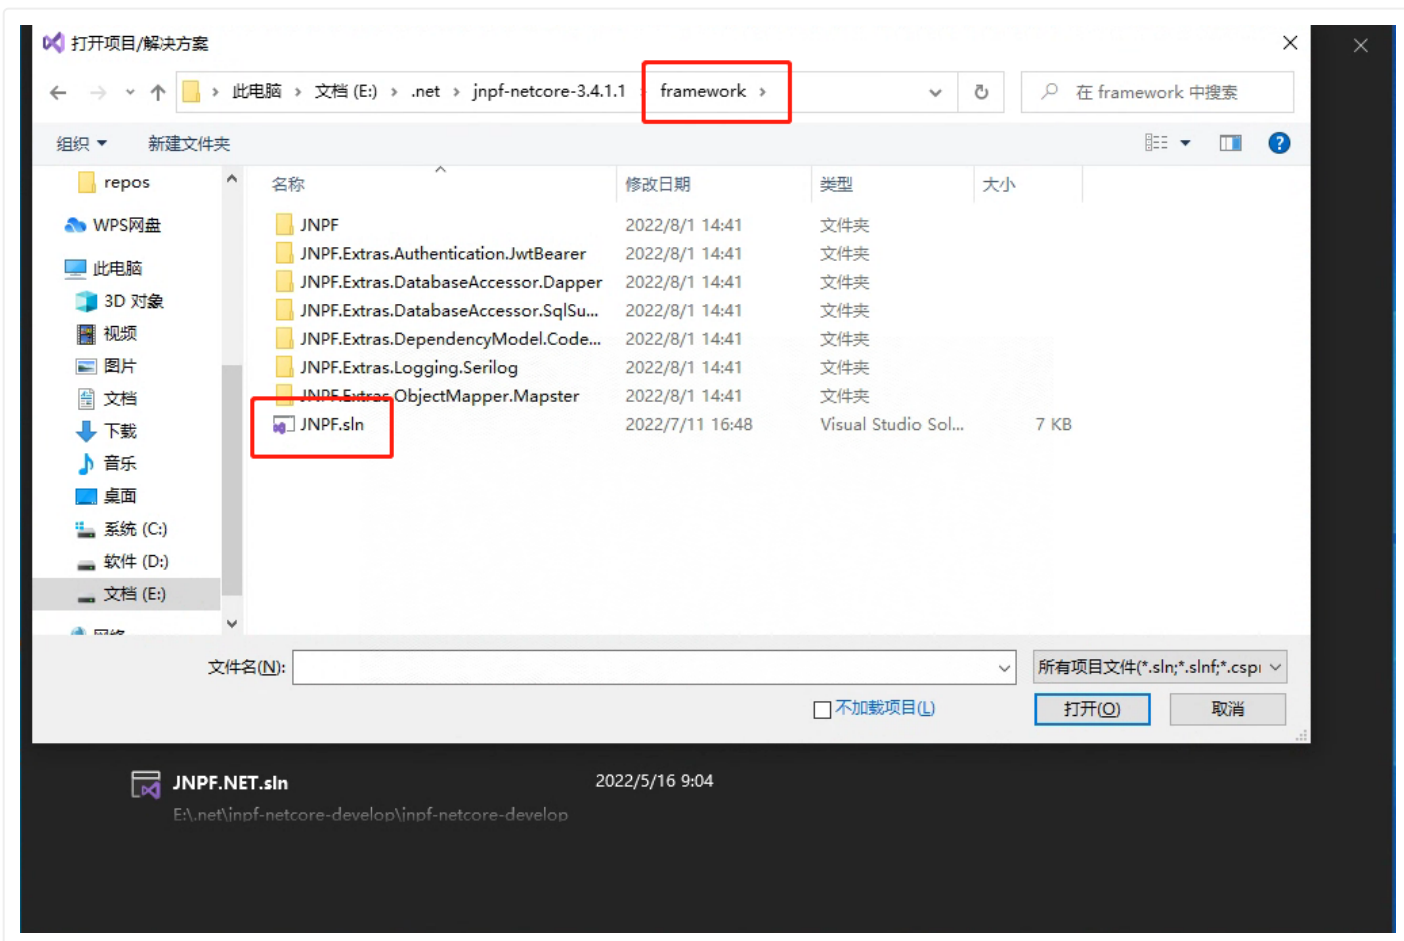 打开项目/解决方案
此电脑 文档 (E:) .net jnpf-netcore-3.4.1.1 framework
在 framework 中搜索
组织 新建文件夹
repos
WPS网盘
此电脑
3D 对象
视频
图片
文档
下载
音乐
桌面
系统 (C:)
软件 (D:)
文档 (E:)
网络
名称 修改日期 类型 大小
JNPF 2022/8/1 14:41 文件夹
JNPF.Extras.Authentication.JwtBearer 2022/8/1 14:41 文件夹
JNPF.Extras.DatabaseAccessor.Dapper 2022/8/1 14:41 文件夹
JNPF.Extras.DatabaseAccessor.SqlSu... 2022/8/1 14:41 文件夹
JNPF.Extras.DependencyModel.Code... 2022/8/1 14:41 文件夹
JNPF.Extras.Logging.Serilog 2022/8/1 14:41 文件夹
JNPF.Extras.ObjectMapper.Mapster 2022/8/1 14:41 文件夹
JNPF.sln 2022/7/11 16:48 Visual Studio Sol... 7 KB
文件名(N):
所有项目文件(*.sln;*.slnf;*.cspr
不加载项目(L)
打开(O) 取消
JNPF.NET.sln 2022/5/16 9:04
E:\.net\jnpf-netcore-develop\jnpf-netcore-develop